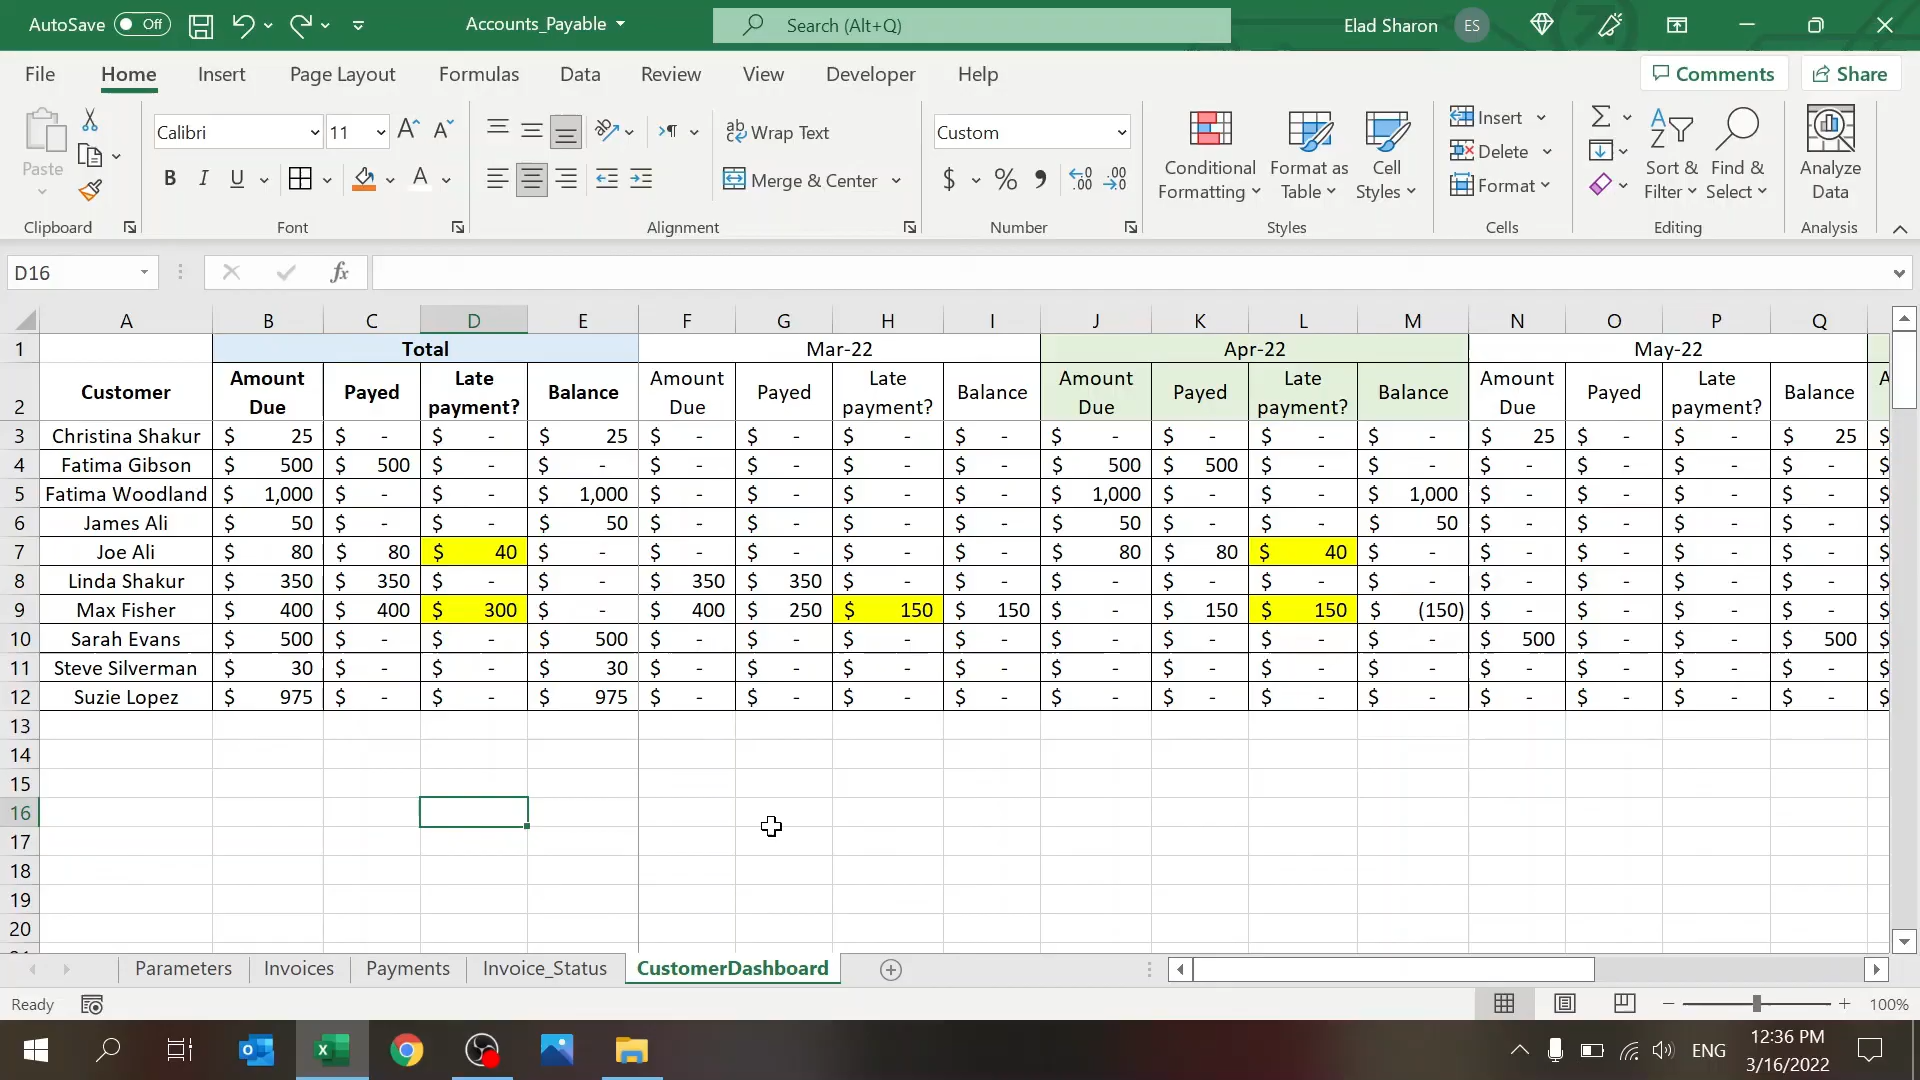 AutoSave Off Accounts_Payable Search (Alt+Q) Elad Sharon ES
File Home Insert Page Layout Formulas Data Review View Developer Help Comments Share
Paste Calibri 11 Wrap Text Custom Conditional Formatting Format as Table Cell Styles Insert Sort & Filter Find & Select Analyze Data
B I U Merge & Center $ % Delete Format
Clipboard Font Alignment Number Styles Cells Editing Analysis
D16 fx
A B C D E F G H I J K L M N O P Q
1 Total Mar-22 Apr-22 May-22
2 Customer Amount Due Payed Late payment? Balance Amount Due Payed Late payment? Balance Amount Due Payed Late payment? Balance Amount Due Payed Late payment? Balance A
3 Christina Shakur $ 25 $ - $ - $ 25 $ - $ - $ - $ - $ - $ - $ - $ - $ 25 $ - $ - $ 25 $
4 Fatima Gibson $ 500 $ 500 $ - $ - $ - $ - $ - $ - $ 500 $ 500 $ - $ - $ - $ - $ - $ - $
5 Fatima Woodland $ 1,000 $ - $ - $ 1,000 $ - $ - $ - $ - $ 1,000 $ - $ - $ 1,000 $ - $ - $ - $ - $
6 James Ali $ 50 $ - $ - $ 50 $ - $ - $ - $ - $ 50 $ - $ - $ 50 $ - $ - $ - $ - $
7 Joe Ali $ 80 $ 80 $ 40 $ - $ - $ - $ - $ - $ 80 $ 80 $ 40 $ - $ - $ - $ - $ - $
8 Linda Shakur $ 350 $ 350 $ - $ - $ 350 $ 350 $ - $ - $ - $ - $ - $ - $ - $ - $ - $ - $
9 Max Fisher $ 400 $ 400 $ 300 $ - $ 400 $ 250 $ 150 $ 150 $ - $ 150 $ 150 $ (150) $ - $ - $ - $ - $
10 Sarah Evans $ 500 $ - $ - $ 500 $ - $ - $ - $ - $ - $ - $ - $ - $ 500 $ - $ - $ 500 $
11 Steve Silverman $ 30 $ - $ - $ 30 $ - $ - $ - $ - $ - $ - $ - $ - $ - $ - $ - $ - $
12 Suzie Lopez $ 975 $ - $ - $ 975 $ - $ - $ - $ - $ - $ - $ - $ - $ - $ - $ - $ - $
13
14
15
16
17
18
19
20
Parameters Invoices Payments Invoice_Status CustomerDashboard
Ready 100%
ENG 12:36 PM
3/16/2022